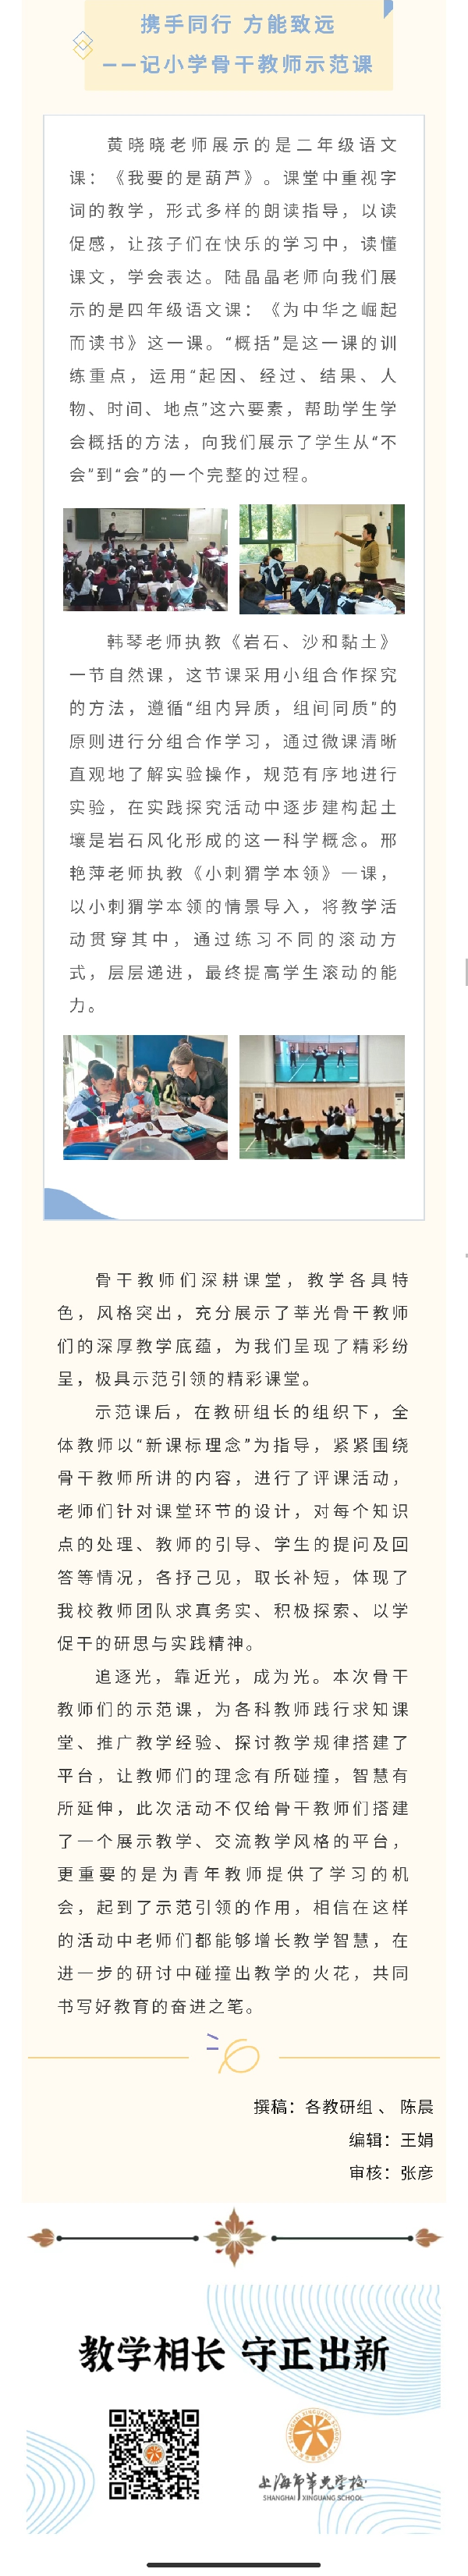 携手同行 方能致远
——记小学骨干教师示范课
黄晓晓老师展示的是二年级语文
课：《我要的是葫芦》。课堂中重视字
词的教学，形式多样的朗读指导，以读
促感，让孩子们在快乐的学习中，读懂
课文，学会表达。陆晶晶老师向我们展
示的是四年级语文课：《为中华之崛起
而读书》这一课。“概括”是这一课的训
练重点，运用“起因、经过、结果、人
物、时间、地点”这六要素，帮助学生学
会概括的方法，向我们展示了学生从“不
会”到“会”的一个完整的过程。
韩琴老师执教《岩石、沙和黏土》
一节自然课，这节课采用小组合作探究
的方法，遵循“组内异质，组间同质”的
原则进行分组合作学习，通过微课清晰
直观地了解实验操作，规范有序地进行
实验，在实践探究活动中逐步建构起土
壤是岩石风化形成的这一科学概念。邢
艳萍老师执教《小刺猬学本领》一课，
以小刺猬学本领的情景导入，将教学活
动贯穿其中，通过练习不同的滚动方
式，层层递进，最终提高学生滚动的能
力。
骨干教师们深耕课堂，教学各具特
色，风格突出，充分展示了莘光骨干教师
们的深厚教学底蕴，为我们呈现了精彩纷
呈，极具示范引领的精彩课堂。
示范课后，在教研组长的组织下，全
体教师以“新课标理念”为指导，紧紧围绕
骨干教师所讲的内容，进行了评课活动，
老师们针对课堂环节的设计，对每个知识
点的处理、教师的引导、学生的提问及回
答等情况，各抒己见，取长补短，体现了
我校教师团队求真务实、积极探索、以学
促干的研思与实践精神。
追逐光，靠近光，成为光。本次骨干
教师们的示范课，为各科教师践行求知课
堂、推广教学经验、探讨教学规律搭建了
平台，让教师们的理念有所碰撞，智慧有
所延伸，此次活动不仅给骨干教师们搭建
了一个展示教学、交流教学风格的平台，
更重要的是为青年教师提供了学习的机
会，起到了示范引领的作用，相信在这样
的活动中老师们都能够增长教学智慧，在
进一步的研讨中碰撞出教学的火花，共同
书写好教育的奋进之笔。
撰稿：各教研组 、 陈晨
编辑：王娟
审核：张彦
教学相长 守正出新
上海市莘光学校
SHANGHAI XINGUANG SCHOOL